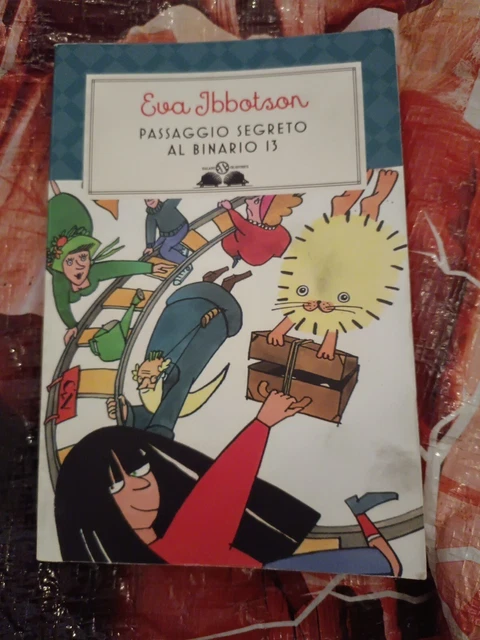 Eva Ibbotson
PASSAGGIO SEGRETO
AL BINARIO 13